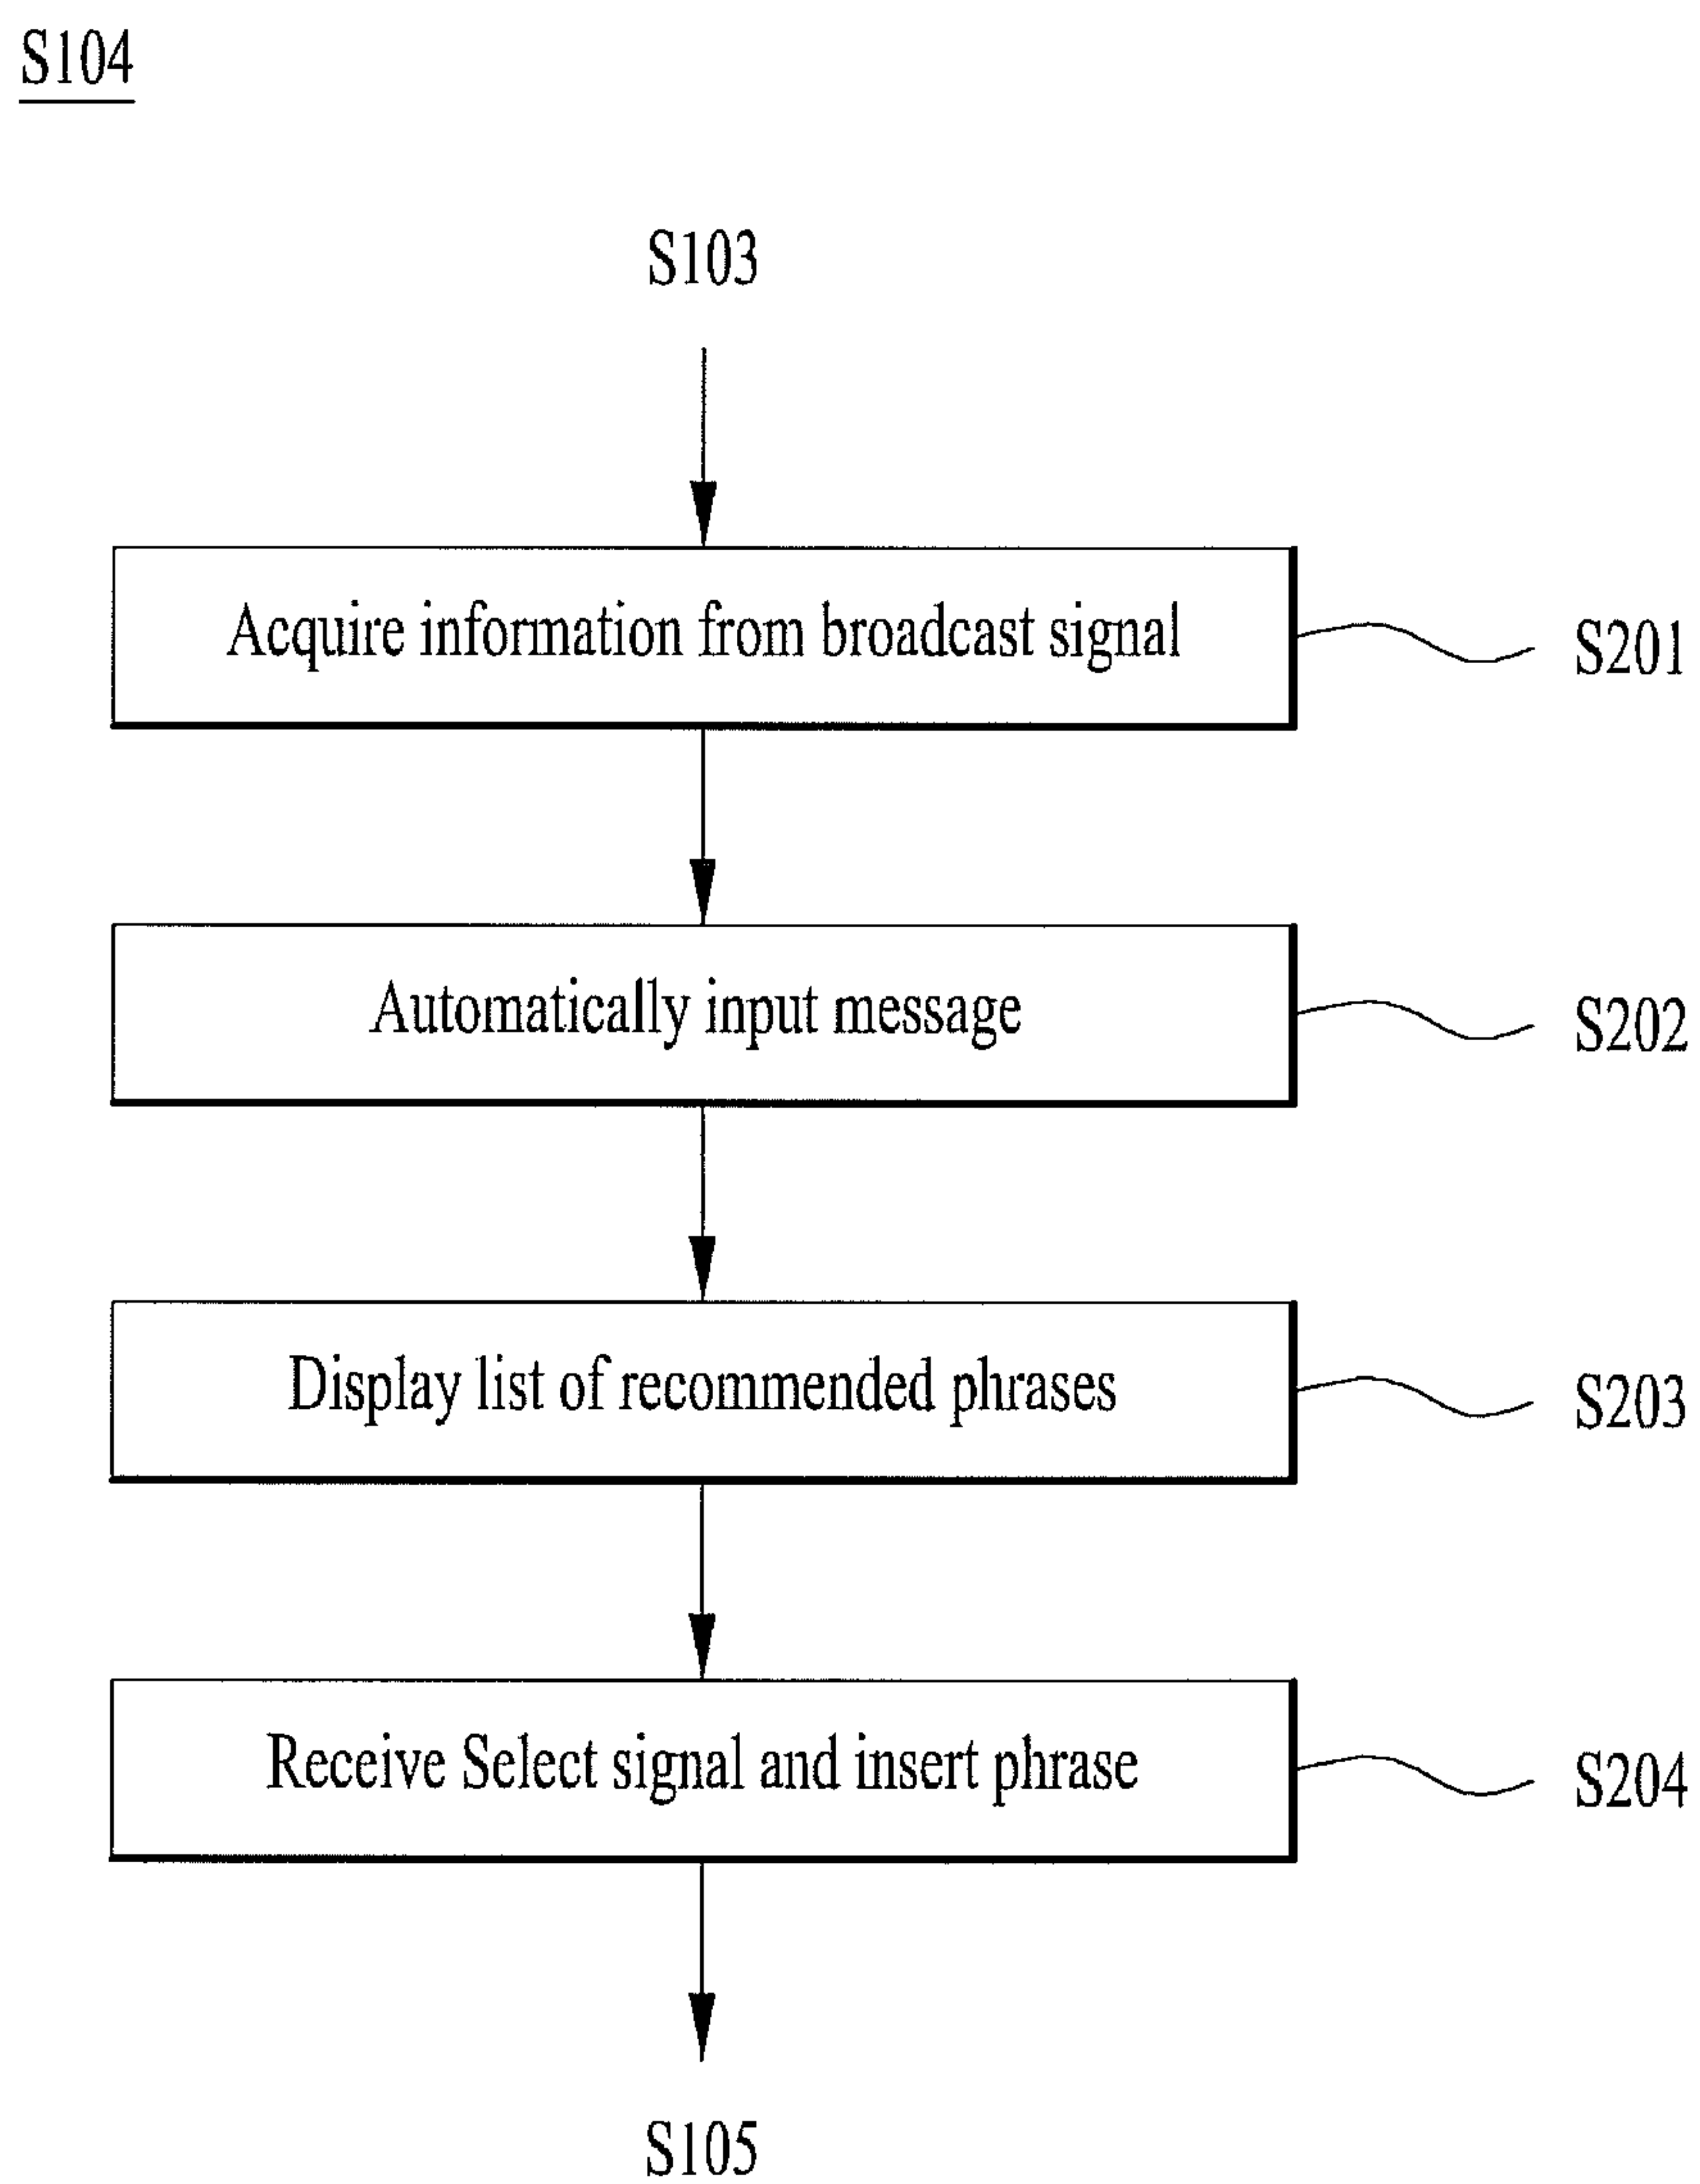 S104
S103
Acquire information from broadcast signal
S201
Automatically input message
S202
Display list of recommended phrases
S203
Receive Select signal and insert phrase
S204
S105